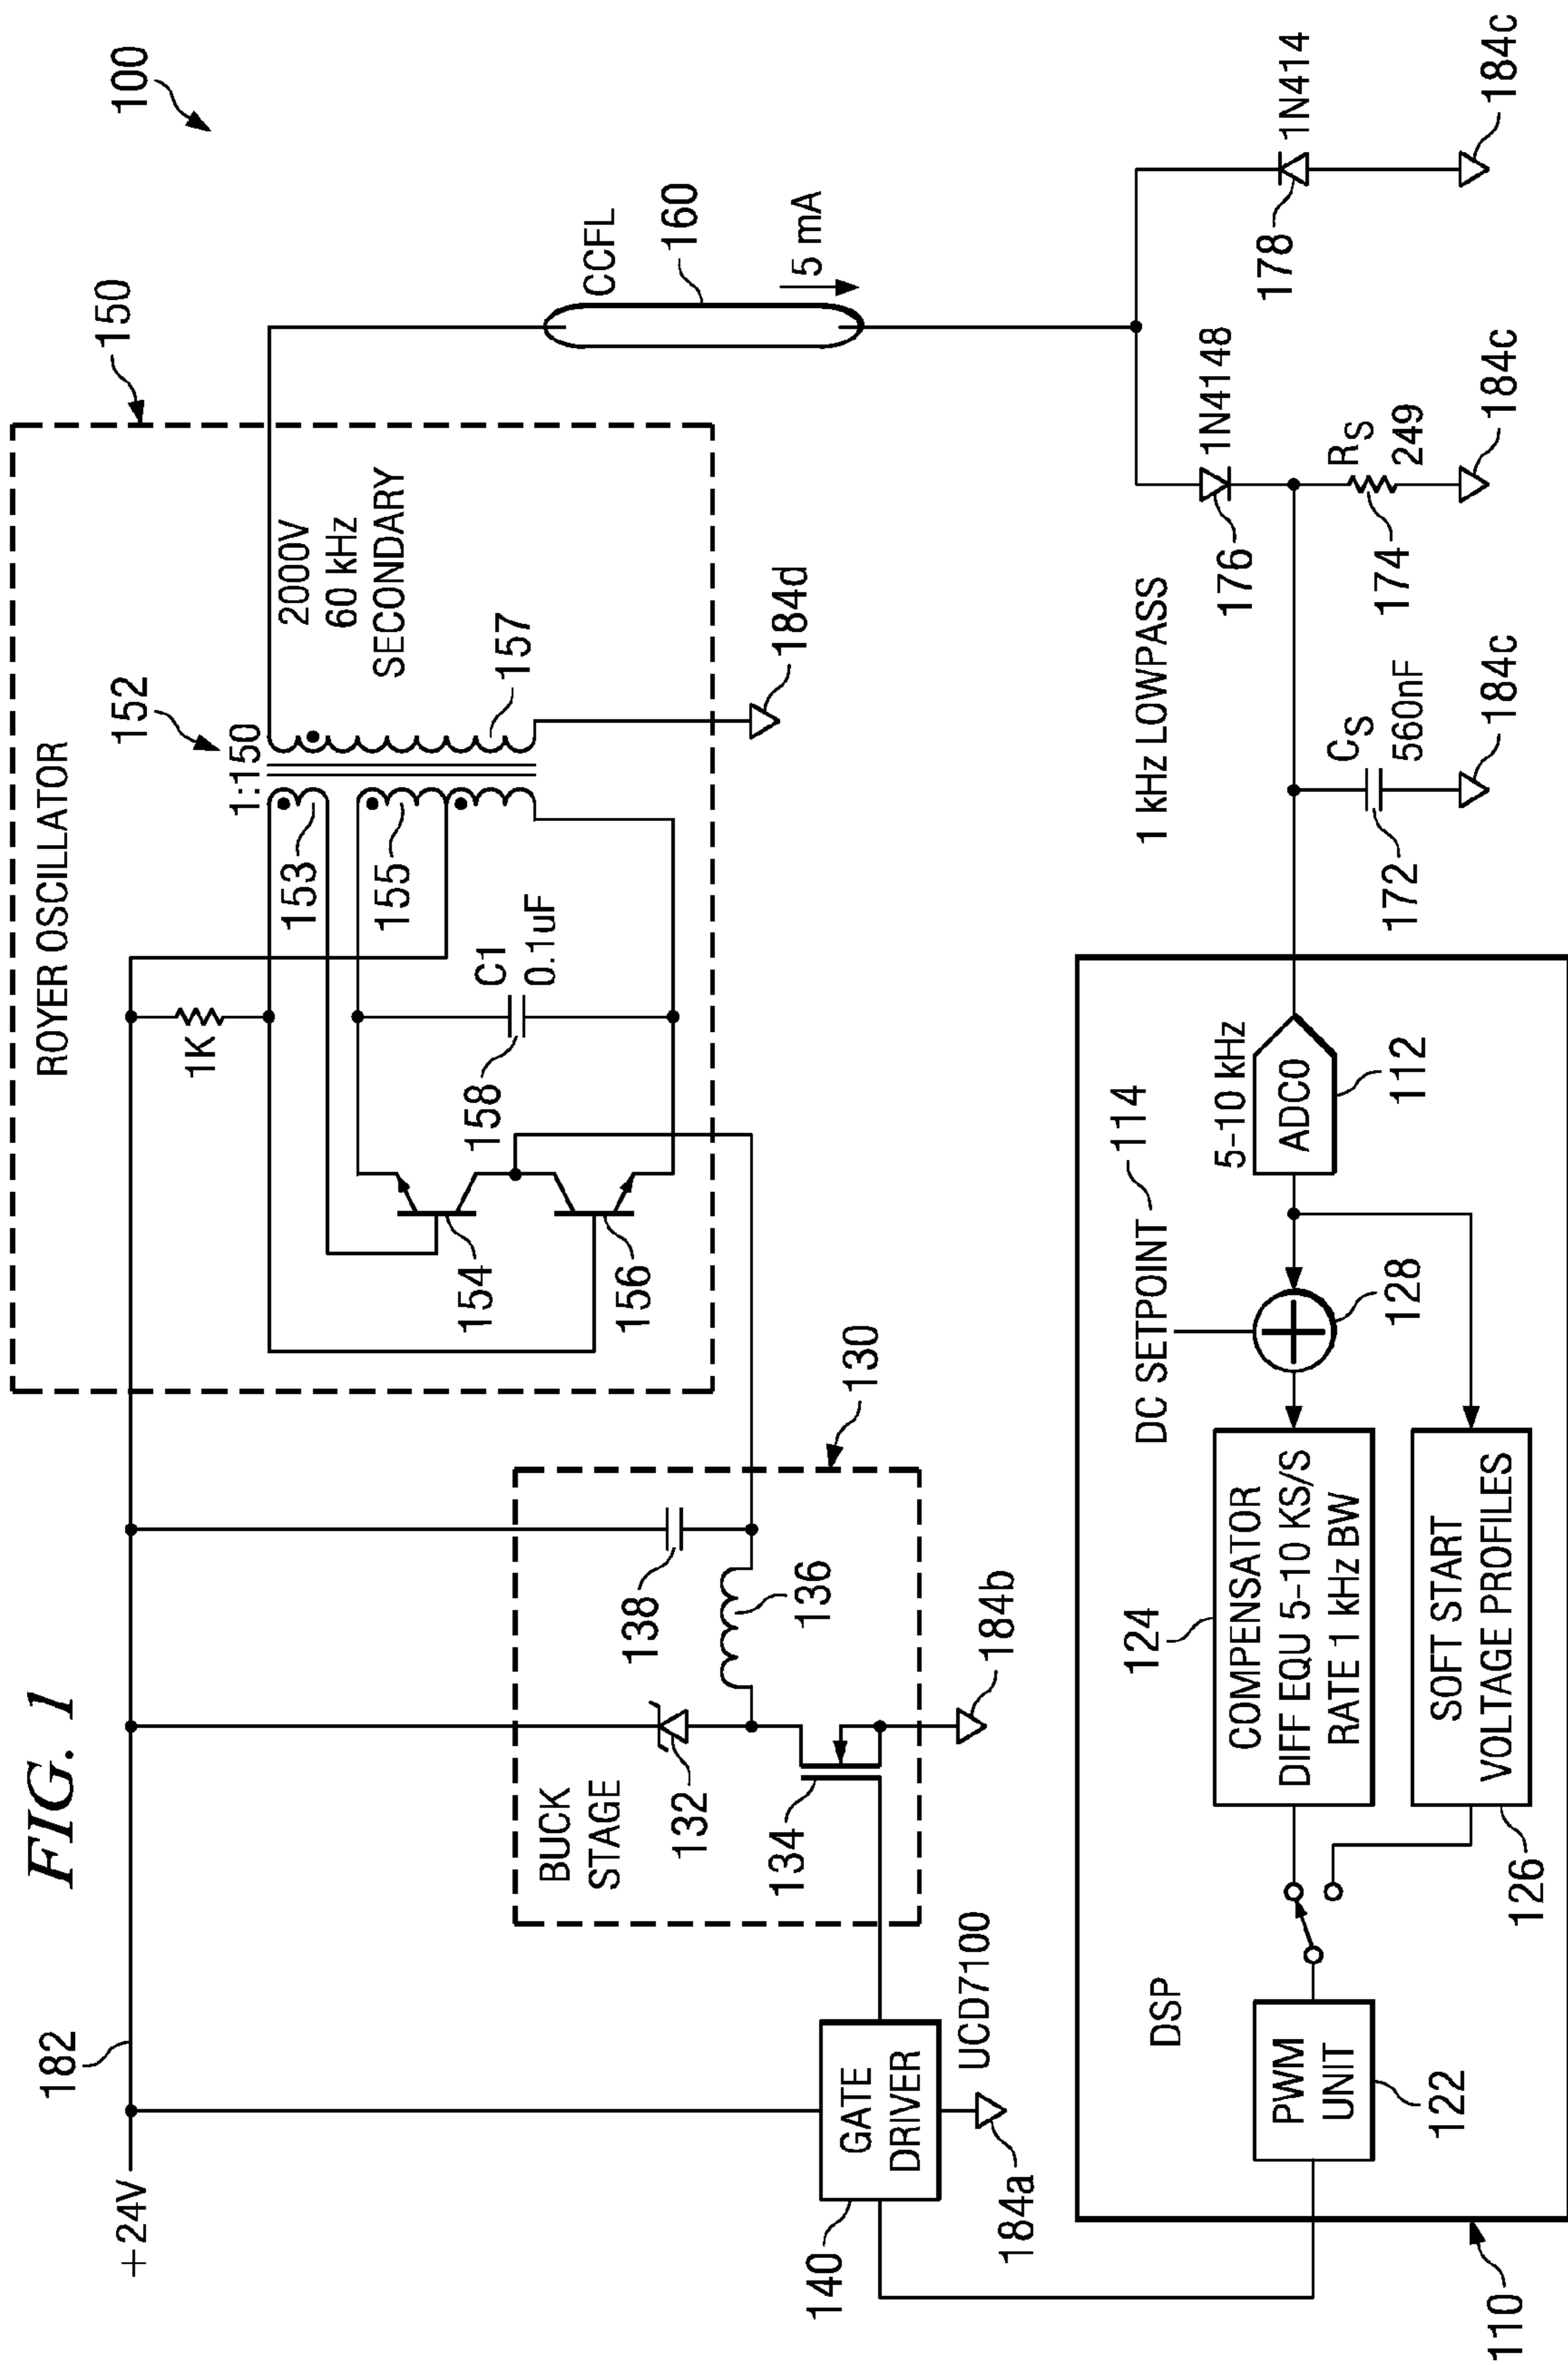 FIG. 1
100
+24V
182
ROYER OSCILLATOR
150
1K
153
155
1:150
152
157
2000V
60 kHz
SECONDARY
C1
0.1uF
158
154
156
184d
CCFL
160
5 mA
BUCK
STAGE
130
132
134
136
138
184b
GATE
DRIVER
140
UCD7100
184a
1 kHz LOWPASS
176
1N4148
178
1N414
RS
249
174
184c
184c
CS
560nF
172
184c
DSP
110
PWM
UNIT
122
124
COMPENSATOR
DIFF EQU 5-10 KS/S
RATE 1 kHz BW
SOFT START
VOLTAGE PROFILES
126
DC SETPOINT
114
128
5-10 kHz
ADC0
112